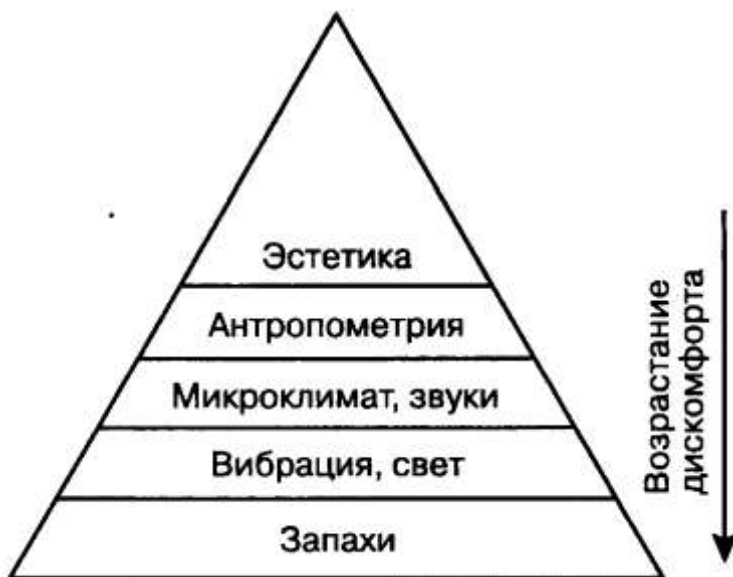 Эстетика
Антропометрия
Микроклимат, звуки
Вибрация, свет
Запахи
Возрастание
дискомфорта